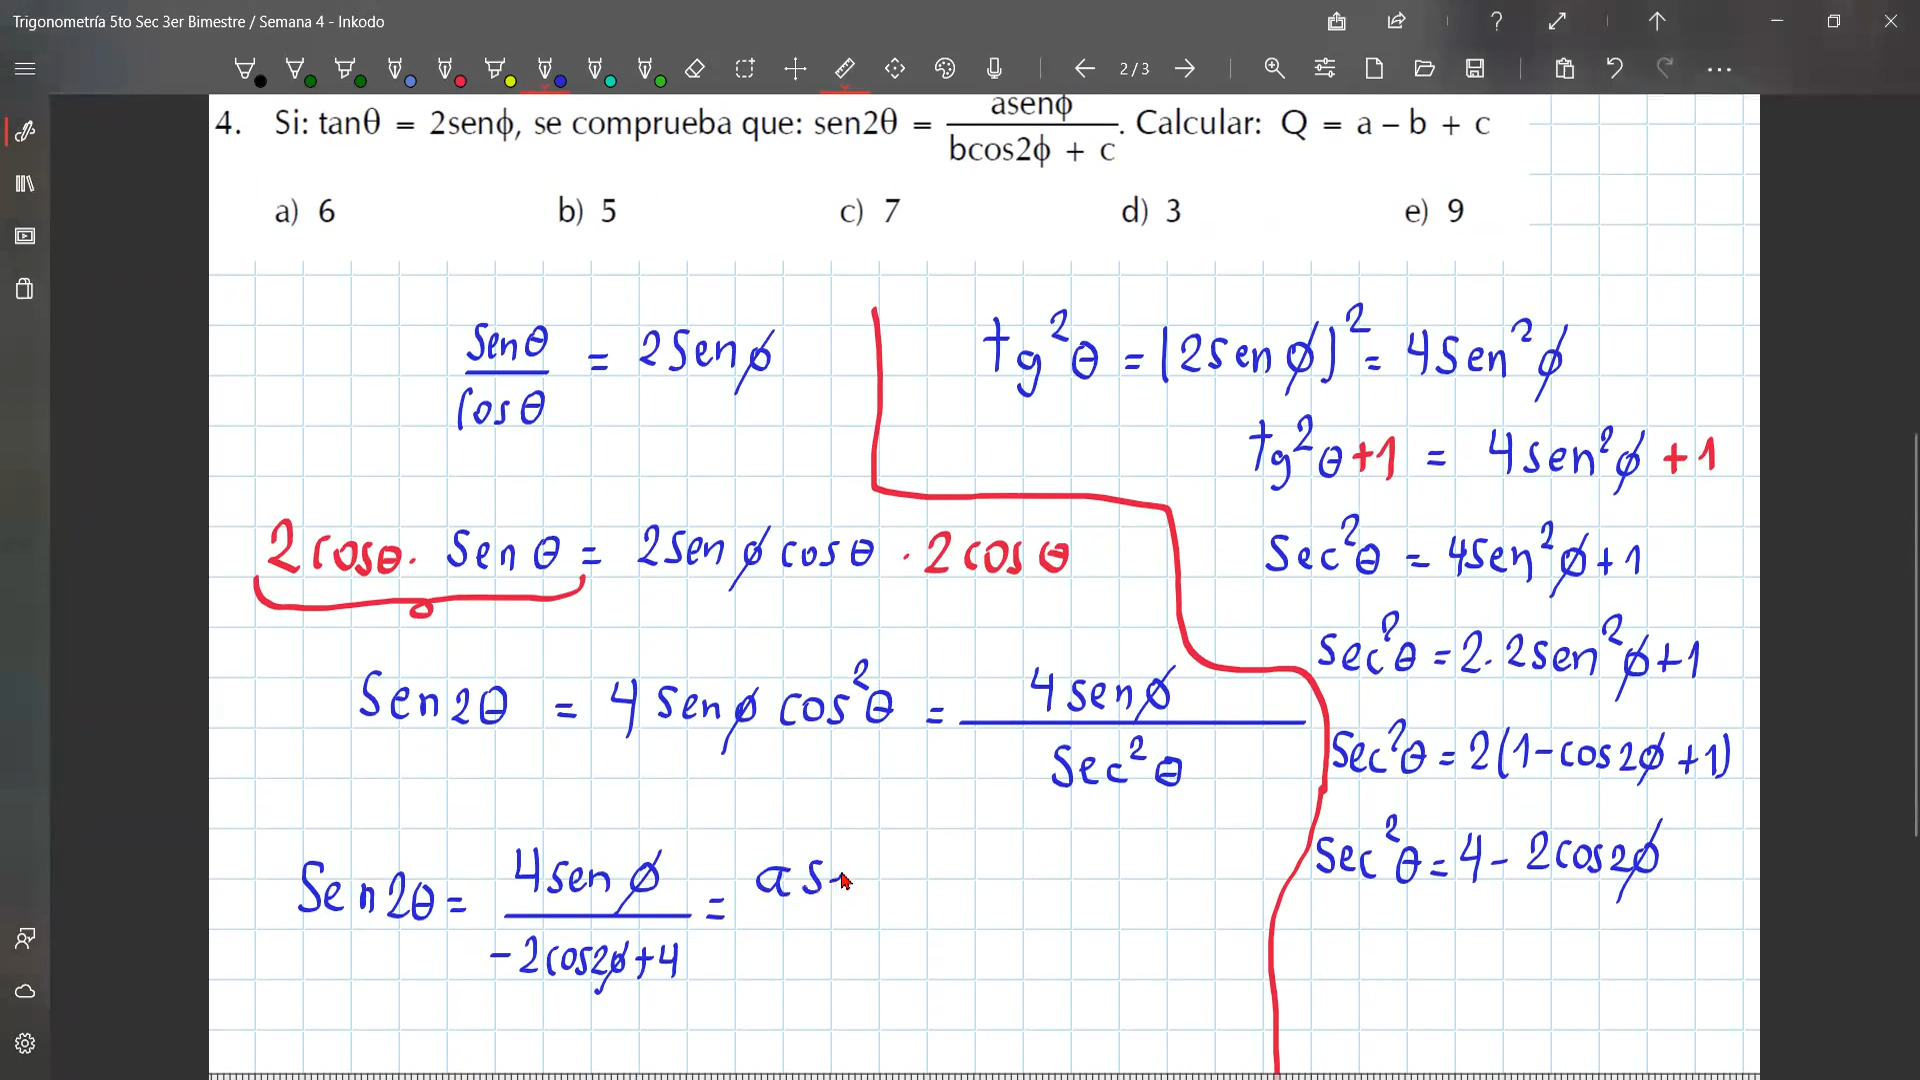 Trigonometría 5to Sec 3er Bimestre / Semana 4 - Inkodo
2 / 3
4. Si: tanθ = 2senϕ, se comprueba que: sen2θ = asenϕ / bcos2ϕ + c. Calcular: Q = a – b + c
a) 6 b) 5 c) 7 d) 3 e) 9
Senθ / Cosθ = 2Senϕ
2cosθ · Senθ = 2senϕ cosθ · 2cosθ
Sen2θ = 4senϕ cos²θ = 4senϕ / Sec²θ
Sen2θ = 4senϕ / -2cos2ϕ+4 = as
tg²θ = (2senϕ)² = 4Sen²ϕ
tg²θ+1 = 4sen²ϕ +1
Sec²θ = 4sen²ϕ+1
Sec²θ = 2·2sen²ϕ+1
Sec²θ = 2(1-cos2ϕ+1)
Sec²θ = 4- 2cos2ϕ